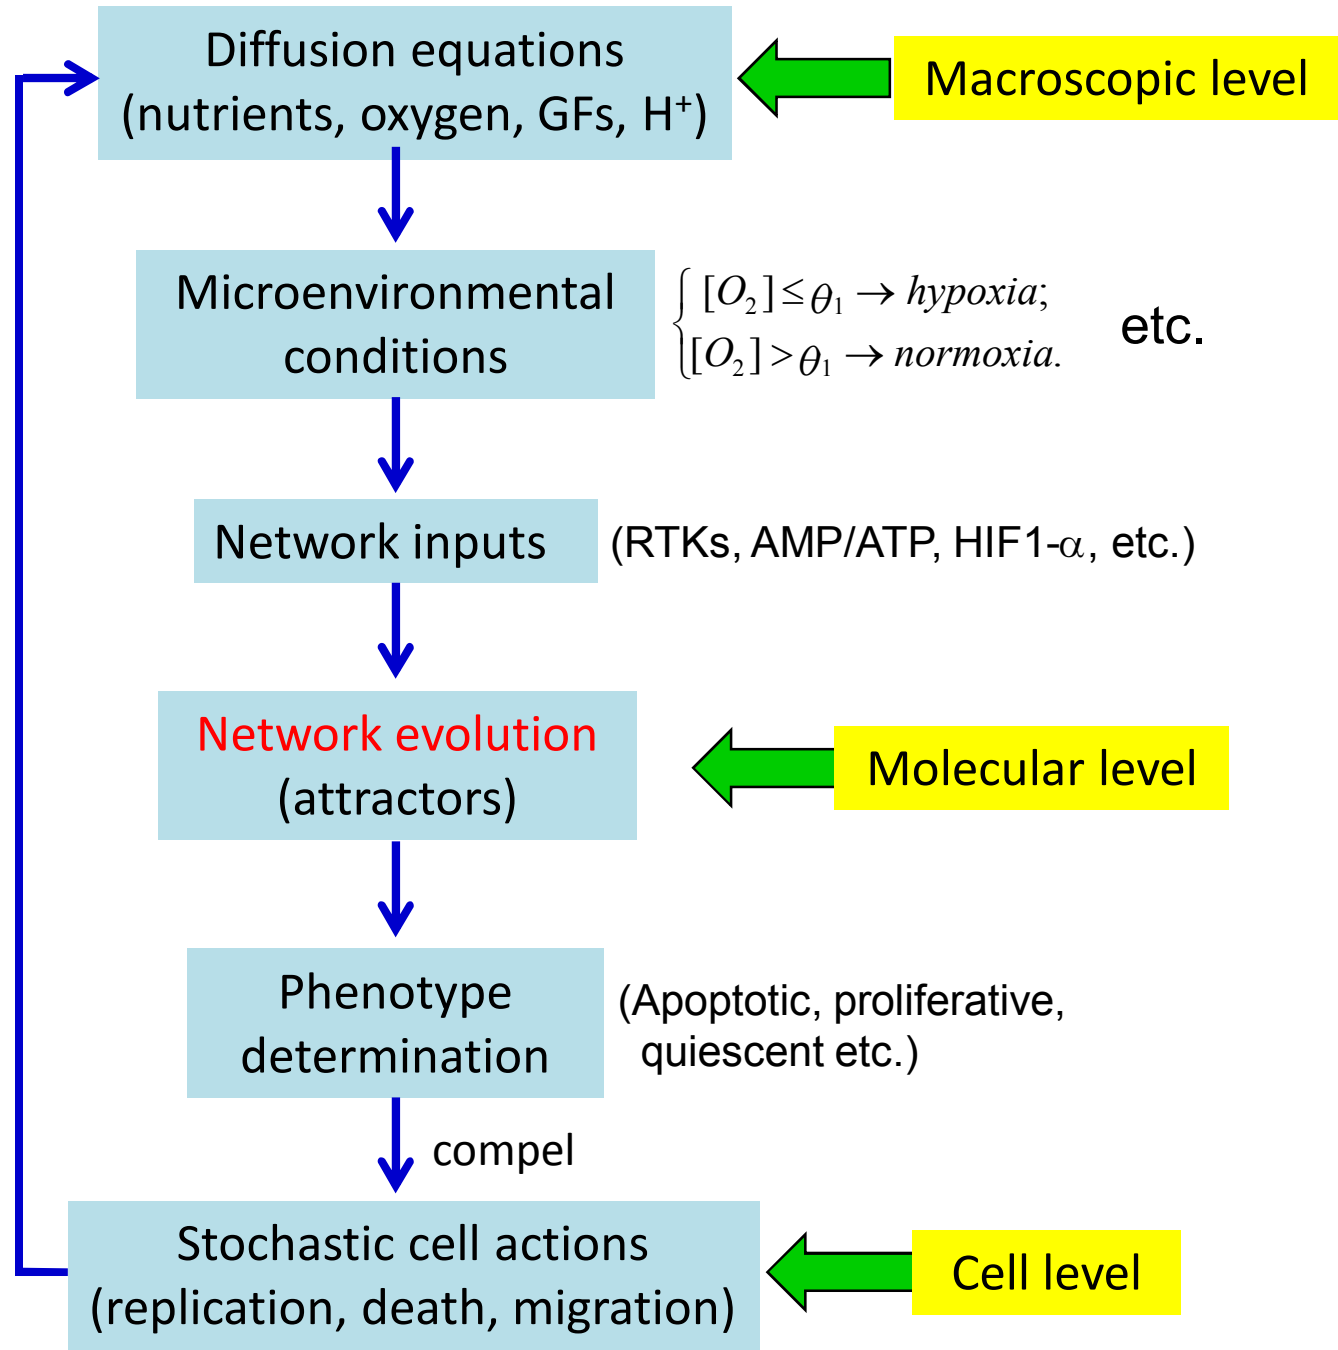 Diffusion equations
(nutrients, oxygen, GFs, H⁺)
Macroscopic level
Microenvironmental
conditions
[O₂] ≤ θ₁ → hypoxia;
[O₂] > θ₁ → normoxia.
etc.
Network inputs
(RTKs, AMP/ATP, HIF1-α, etc.)
Network evolution
(attractors)
Molecular level
Phenotype
determination
(Apoptotic, proliferative,
quiescent etc.)
compel
Stochastic cell actions
(replication, death, migration)
Cell level